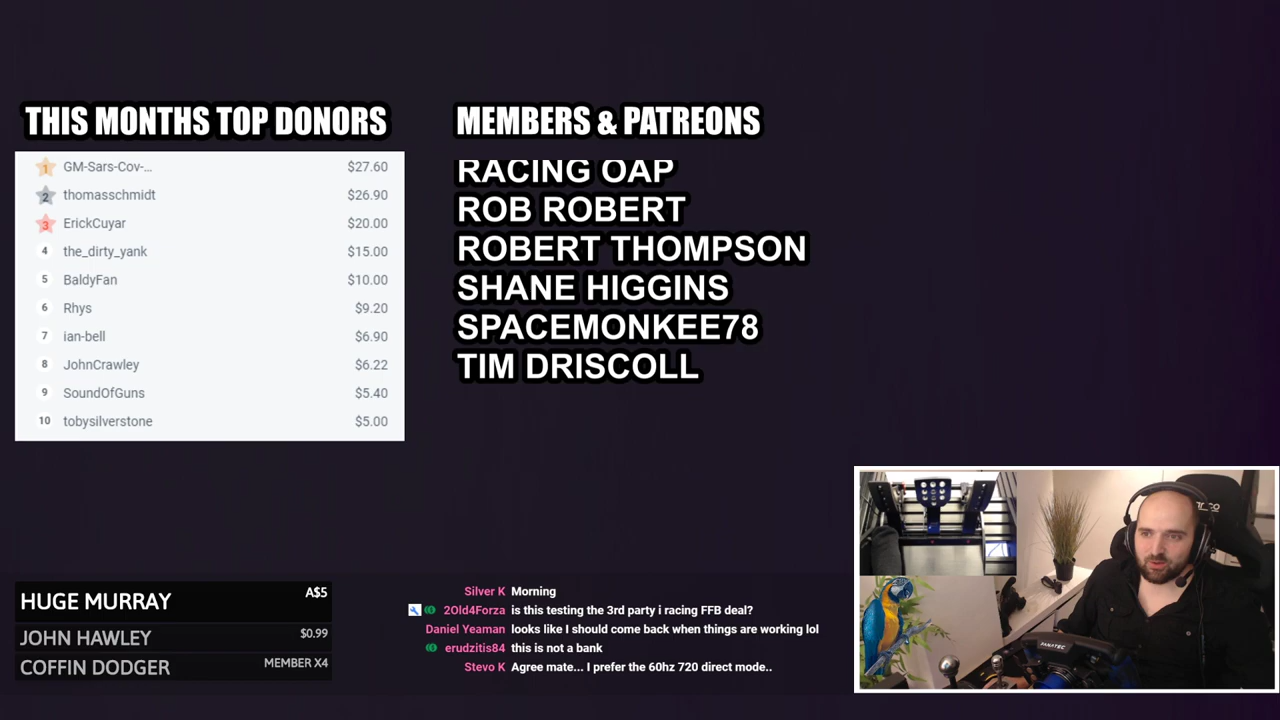 THIS MONTHS TOP DONORS
1 GM-Sars-Cov-... $27.60
2 thomasschmidt $26.90
3 ErickCuyar $20.00
4 the_dirty_yank $15.00
5 BaldyFan $10.00
6 Rhys $9.20
7 ian-bell $6.90
8 JohnCrawley $6.22
9 SoundOfGuns $5.40
10 tobysilverstone $5.00
MEMBERS & PATREONS
RACING OAP
ROB ROBERT
ROBERT THOMPSON
SHANE HIGGINS
SPACEMONKEE78
TIM DRISCOLL
HUGE MURRAY A$5
JOHN HAWLEY $0.99
COFFIN DODGER MEMBER X4
Silver K Morning
2Old4Forza is this testing the 3rd party i racing FFB deal?
Daniel Yeaman looks like I should come back when things are working lol
erudzitis84 this is not a bank
Stevo K Agree mate... I prefer the 60hz 720 direct mode..
FANATEC